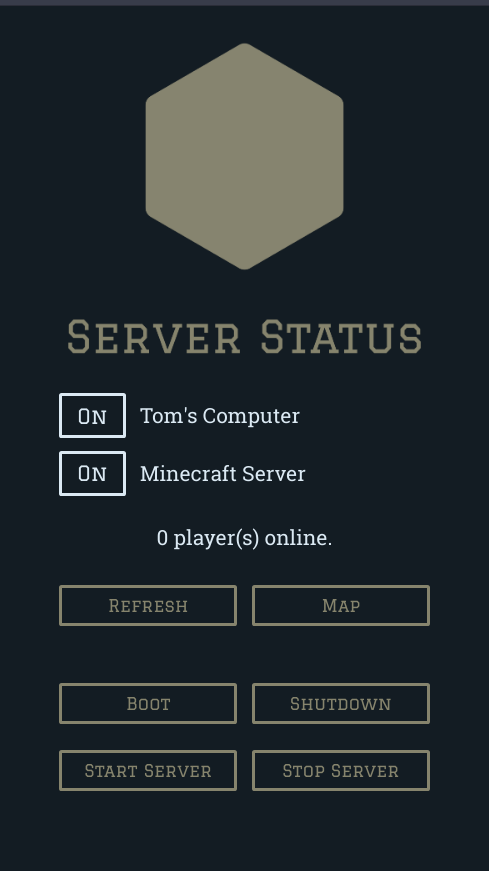 Server Status
On Tom's Computer
On Minecraft Server
0 player(s) online.
Refresh Map
Boot Shutdown
Start Server Stop Server